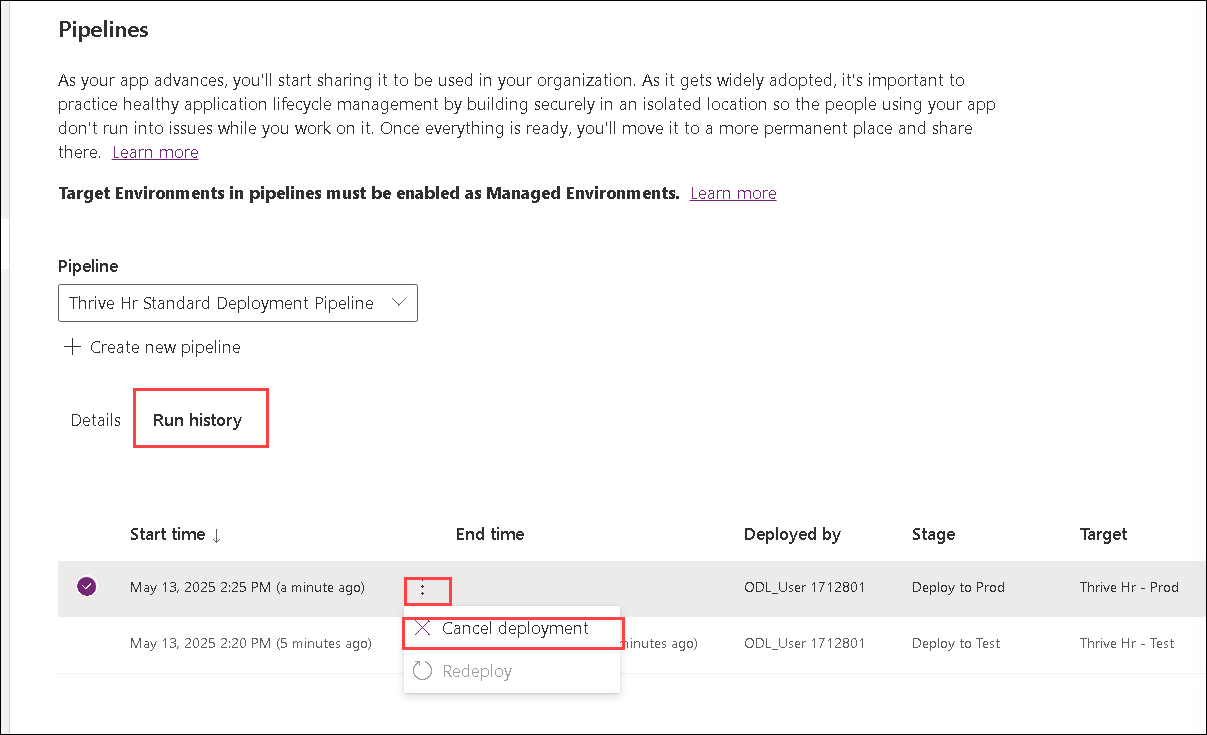 Pipelines
As your app advances, you'll start sharing it to be used in your organization. As it gets widely adopted, it's important to
practice healthy application lifecycle management by building securely in an isolated location so the people using your app
don't run into issues while you work on it. Once everything is ready, you'll move it to a more permanent place and share
there. Learn more
Target Environments in pipelines must be enabled as Managed Environments. Learn more
Pipeline
Thrive Hr Standard Deployment Pipeline
Create new pipeline
Details Run history
Start time End time Deployed by Stage Target
May 13, 2025 2:25 PM (a minute ago) ODL_User 1712801 Deploy to Prod Thrive Hr - Prod
Cancel deployment
May 13, 2025 2:20 PM (5 minutes ago) ago) ODL_User 1712801 Deploy to Test Thrive Hr - Test
Redeploy